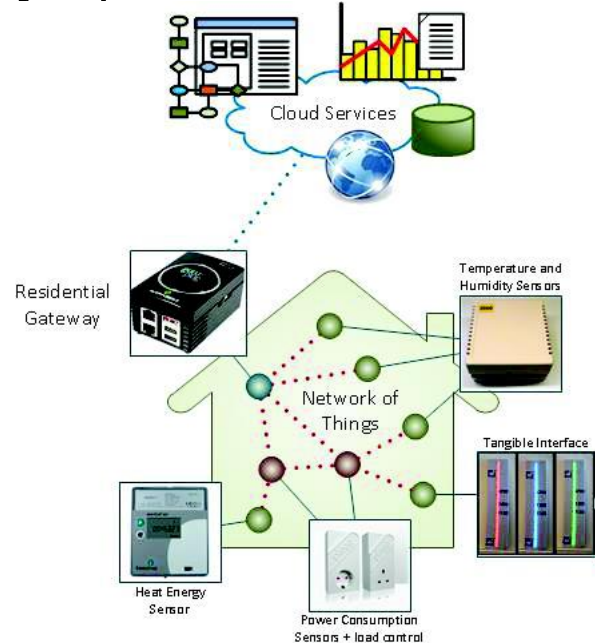 Cloud Services
Residential
Gateway
Temperature and
Humidity Sensors
Network of
Things
Tangible Interface
Heat Energy
Sensor
Power Consumption
Sensors + load control